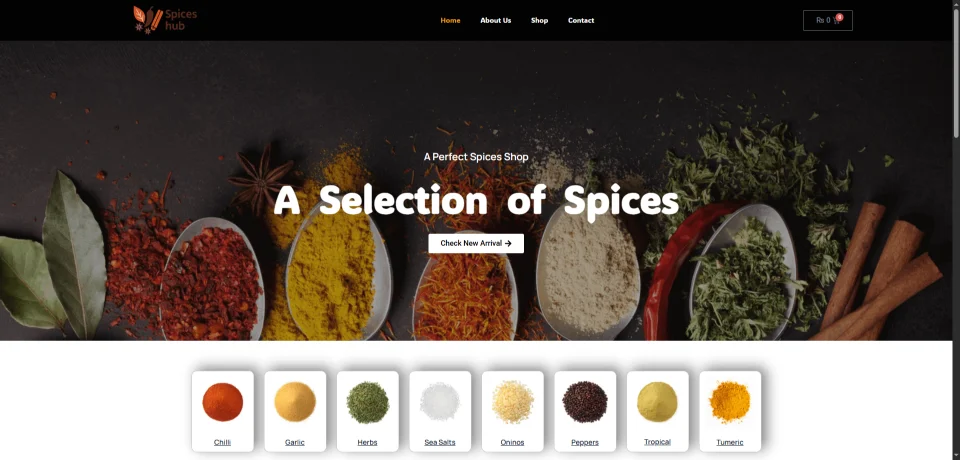 Spices
hub
Home
About Us
Shop
Contact
₨ 0
0
A Perfect Spices Shop
A Selection of Spices
Check New Arrival
Chilli
Garlic
Herbs
Sea Salts
Oninos
Peppers
Tropical
Tumeric